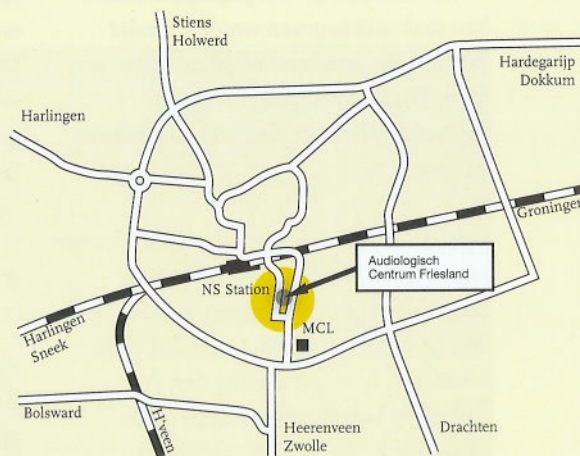 Stiens
Holwerd
Hardegarijp
Dokkum
Harlingen
Groningen
Audiologisch
Centrum Friesland
NS Station
MCL
Harlingen
Sneek
H'veen
Bolsward
Heerenveen
Zwolle
Drachten